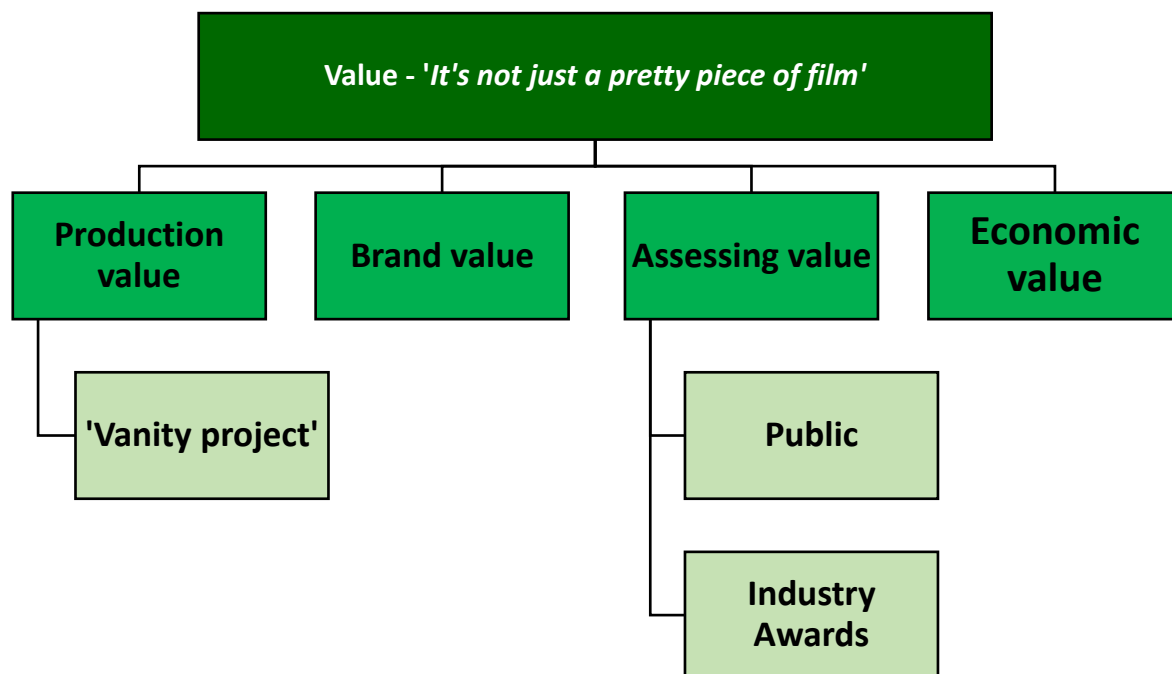 Value - 'It's not just a pretty piece of film'
Production
value
Brand value
Assessing value
Economic
value
'Vanity project'
Public
Industry
Awards